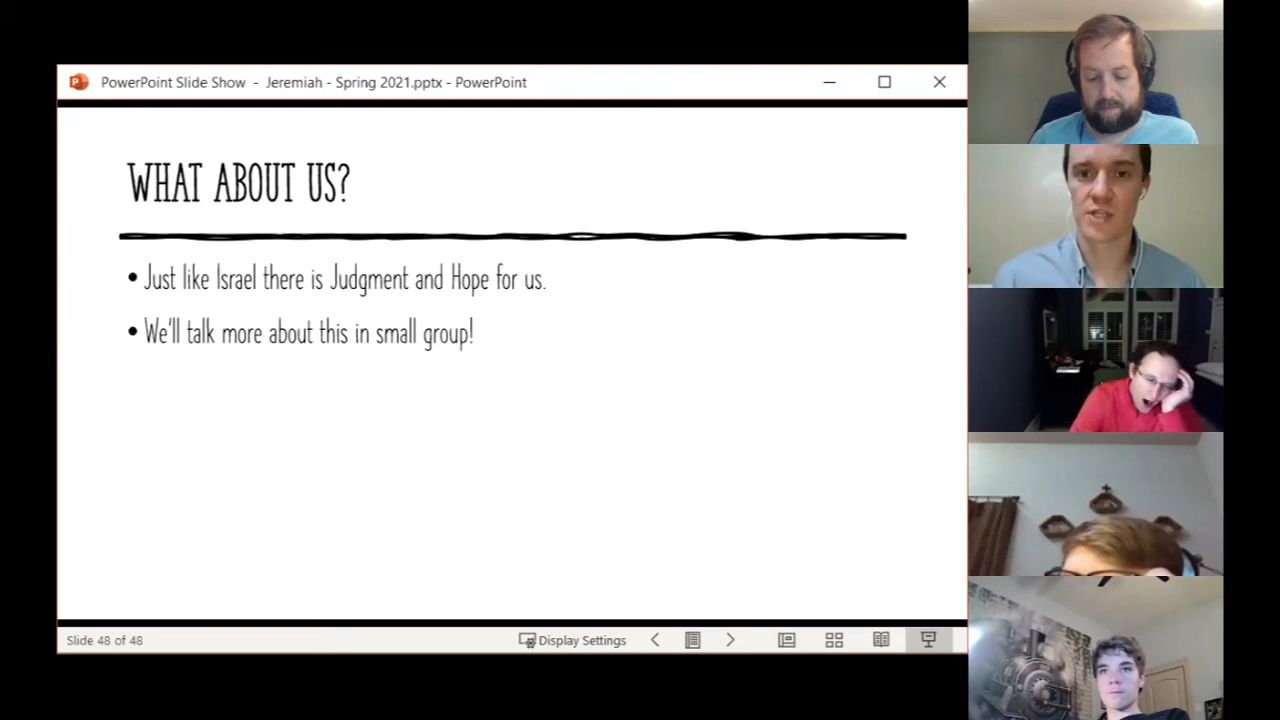 PowerPoint Slide Show - Jeremiah - Spring 2021.pptx - PowerPoint
WHAT ABOUT US?
• Just like Israel there is Judgment and Hope for us.
• We'll talk more about this in small group!
Slide 48 of 48
Display Settings